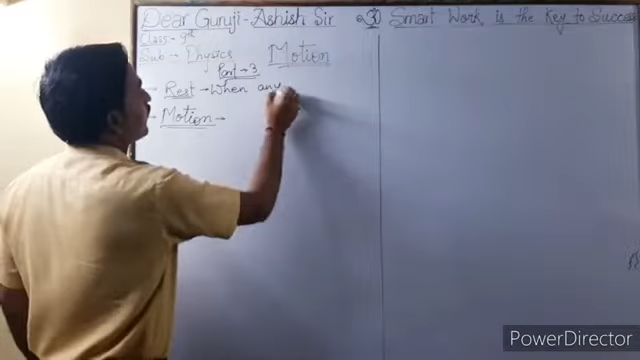 Dear Guruji - Ashish Sir
③ Smart Work is the Key to Success
Class:- 9th
Sub:- Physics
Motion
Part → 3
→ Rest → When any
Motion →
PowerDirector